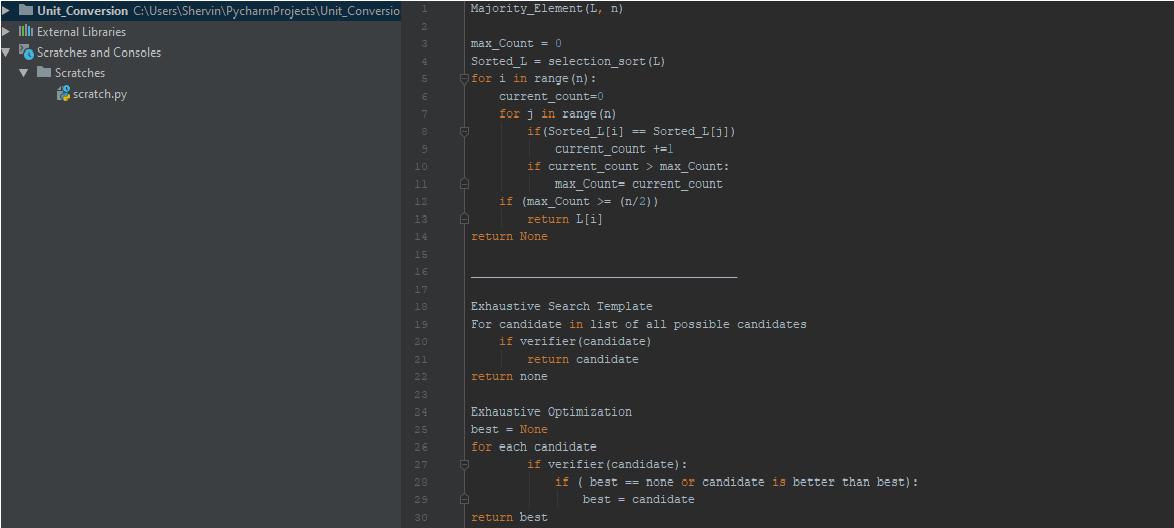 Unit_Conversion C:\Users\Shervin\PycharmProjects\Unit_Conversio
External Libraries
Scratches and Consoles
Scratches
scratch.py
1 Majority_Element(L, n)
2
3 max_Count = 0
4 Sorted_L = selection_sort(L)
5 for i in range(n):
6 current_count=0
7 for j in range(n)
8 if(Sorted_L[i] == Sorted_L[j])
9 current_count +=1
10 if current_count > max_Count:
11 max_Count= current_count
12 if (max_Count >= (n/2))
13 return L[i]
14 return None
15
16 ______________________________________
17
18 Exhaustive Search Template
19 For candidate in list of all possible candidates
20 if verifier(candidate)
21 return candidate
22 return none
23
24 Exhaustive Optimization
25 best = None
26 for each candidate
27 if verifier(candidate):
28 if ( best == none or candidate is better than best):
29 best = candidate
30 return best